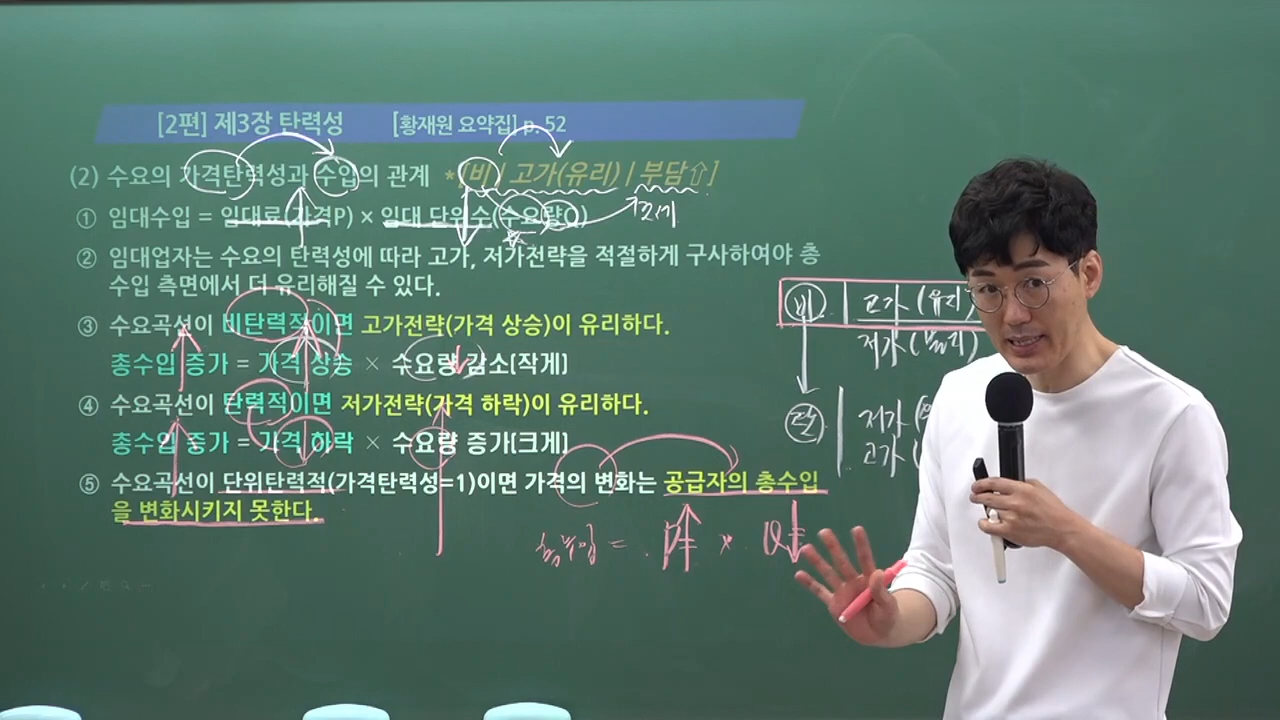 [2편] 제3장 탄력성 [황재원 요약집] p. 52
(2) 수요의 가격탄력성과 수입의 관계 *[비 | 고가(유리) | 부담⇧]
① 임대수입 = 임대료(가격P) × 임대 단위수(수요량Q)
② 임대업자는 수요의 탄력성에 따라 고가, 저가전략을 적절하게 구사하여야 총
수입 측면에서 더 유리해질 수 있다.
③ 수요곡선이 비탄력적이면 고가전략(가격 상승)이 유리하다.
총수입 증가 = 가격 상승 × 수요량 감소[작게]
④ 수요곡선이 탄력적이면 저가전략(가격 하락)이 유리하다.
총수입 증가 = 가격 하락 × 수요량 증가[크게]
⑤ 수요곡선이 단위탄력적(가격탄력성=1)이면 가격의 변화는 공급자의 총수입
을 변화시키지 못한다.
총수입 = P × Q
비 | 고가 (유리
저가 (불리)
탄 | 저가 (
고가 (